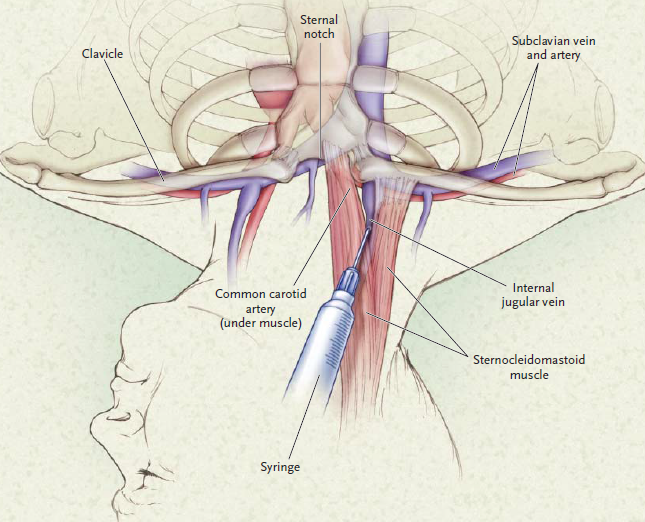 Sternal
notch
Clavicle
Subclavian vein
and artery
Common carotid
artery
(under muscle)
Internal
jugular vein
Sternocleidomastoid
muscle
Syringe